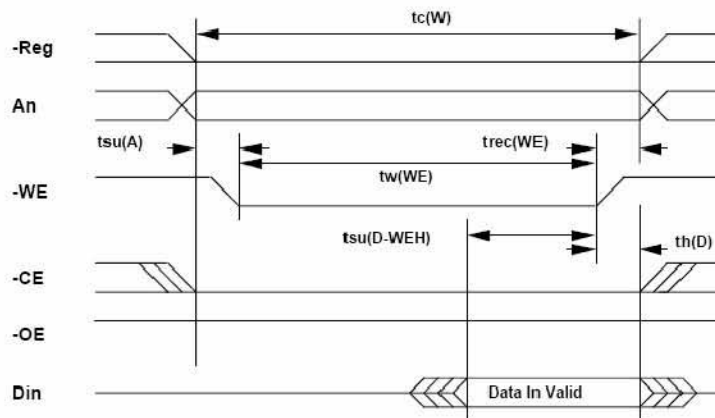 tc(W)
-Reg
An
tsu(A)
trec(WE)
tw(WE)
-WE
tsu(D-WEH)
th(D)
-CE
-OE
Din
Data In Valid